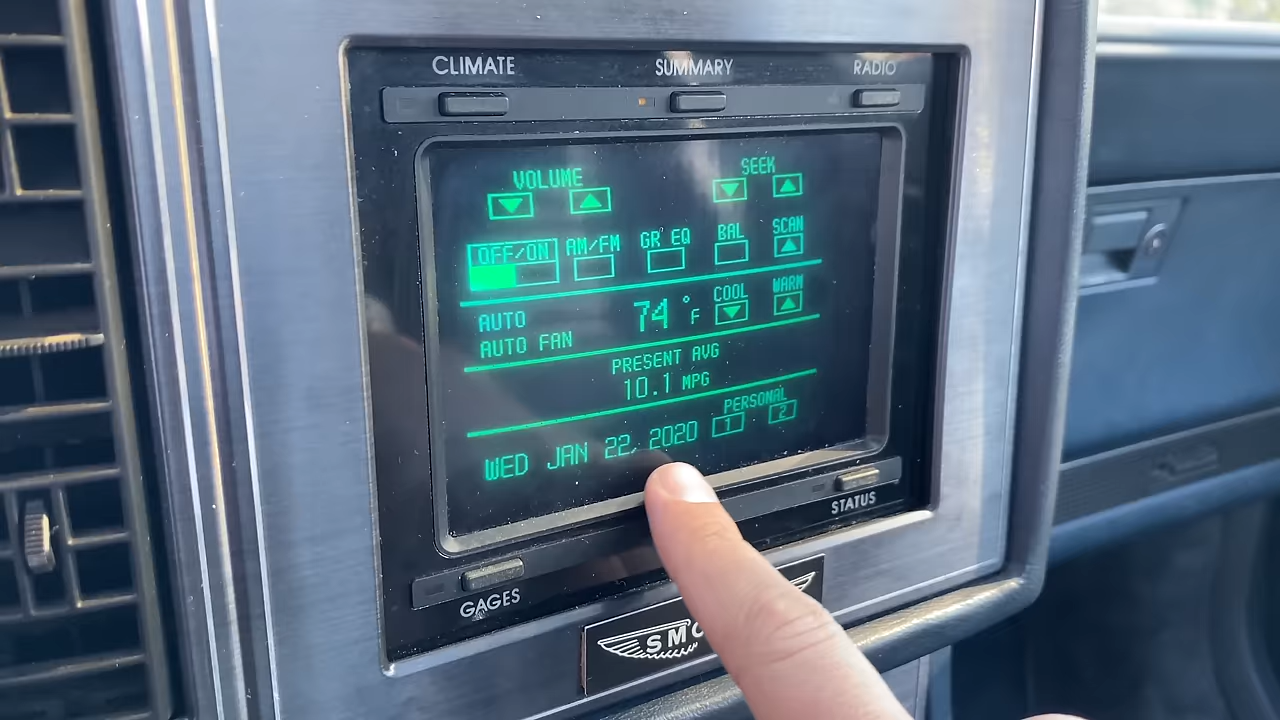 CLIMATE SUMMARY RADIO
VOLUME SEEK
OFF/ON AM/FM GR EQ BAL SCAN
AUTO 74 °F COOL WARM
AUTO FAN
PRESENT AVG
10.1 MPG
PERSONAL
WED JAN 22, 2020 1 2
STATUS
GAGES